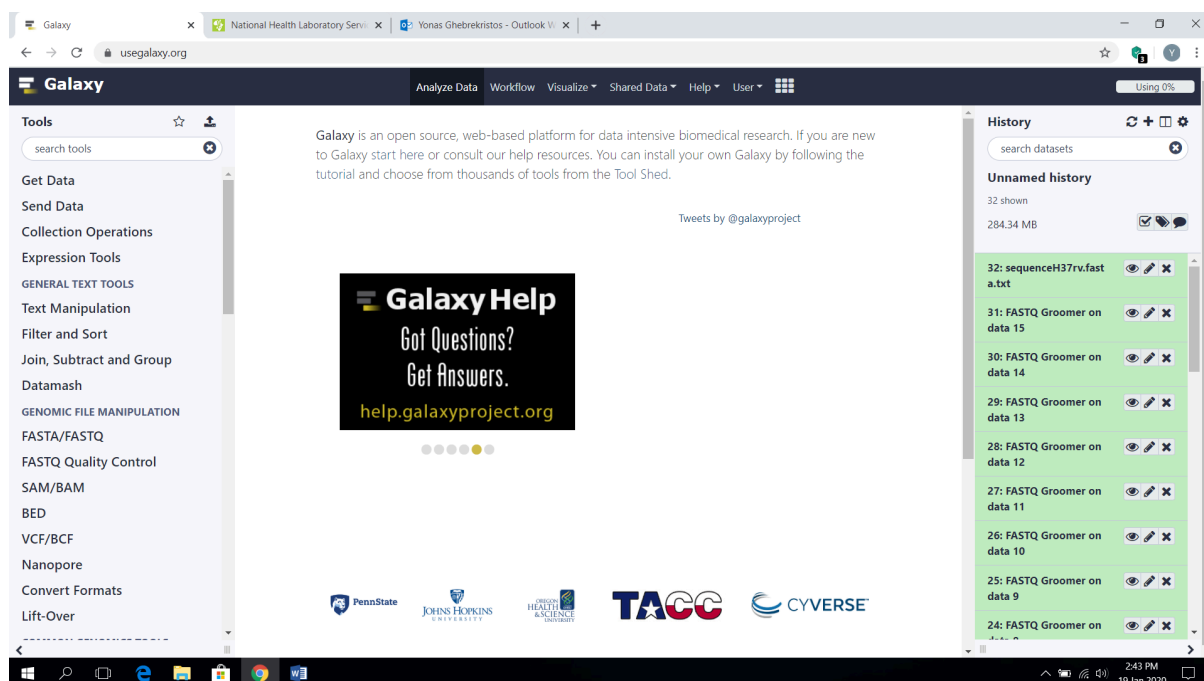 Galaxy
National Health Laboratory Servi
Yonas Ghebrekristos - Outlook W
usegalaxy.org
3
Y
Galaxy
Analyze Data Workflow Visualize Shared Data Help User
Using 0%
Tools
search tools
Get Data
Send Data
Collection Operations
Expression Tools
GENERAL TEXT TOOLS
Text Manipulation
Filter and Sort
Join, Subtract and Group
Datamash
GENOMIC FILE MANIPULATION
FASTA/FASTQ
FASTQ Quality Control
SAM/BAM
BED
VCF/BCF
Nanopore
Convert Formats
Lift-Over
Galaxy is an open source, web-based platform for data intensive biomedical research. If you are new
to Galaxy start here or consult our help resources. You can install your own Galaxy by following the
tutorial and choose from thousands of tools from the Tool Shed.
Tweets by @galaxyproject
Galaxy Help
Got Questions?
Get Answers.
help.galaxyproject.org
PennState
JOHNS HOPKINS
UNIVERSITY
OREGON
HEALTH
& SCIENCE
UNIVERSITY
TACC
CYVERSE
History
search datasets
Unnamed history
32 shown
284.34 MB
32: sequenceH37rv.fast
a.txt
31: FASTQ Groomer on
data 15
30: FASTQ Groomer on
data 14
29: FASTQ Groomer on
data 13
28: FASTQ Groomer on
data 12
27: FASTQ Groomer on
data 11
26: FASTQ Groomer on
data 10
25: FASTQ Groomer on
data 9
24: FASTQ Groomer on
2:43 PM
19 Jan 2020